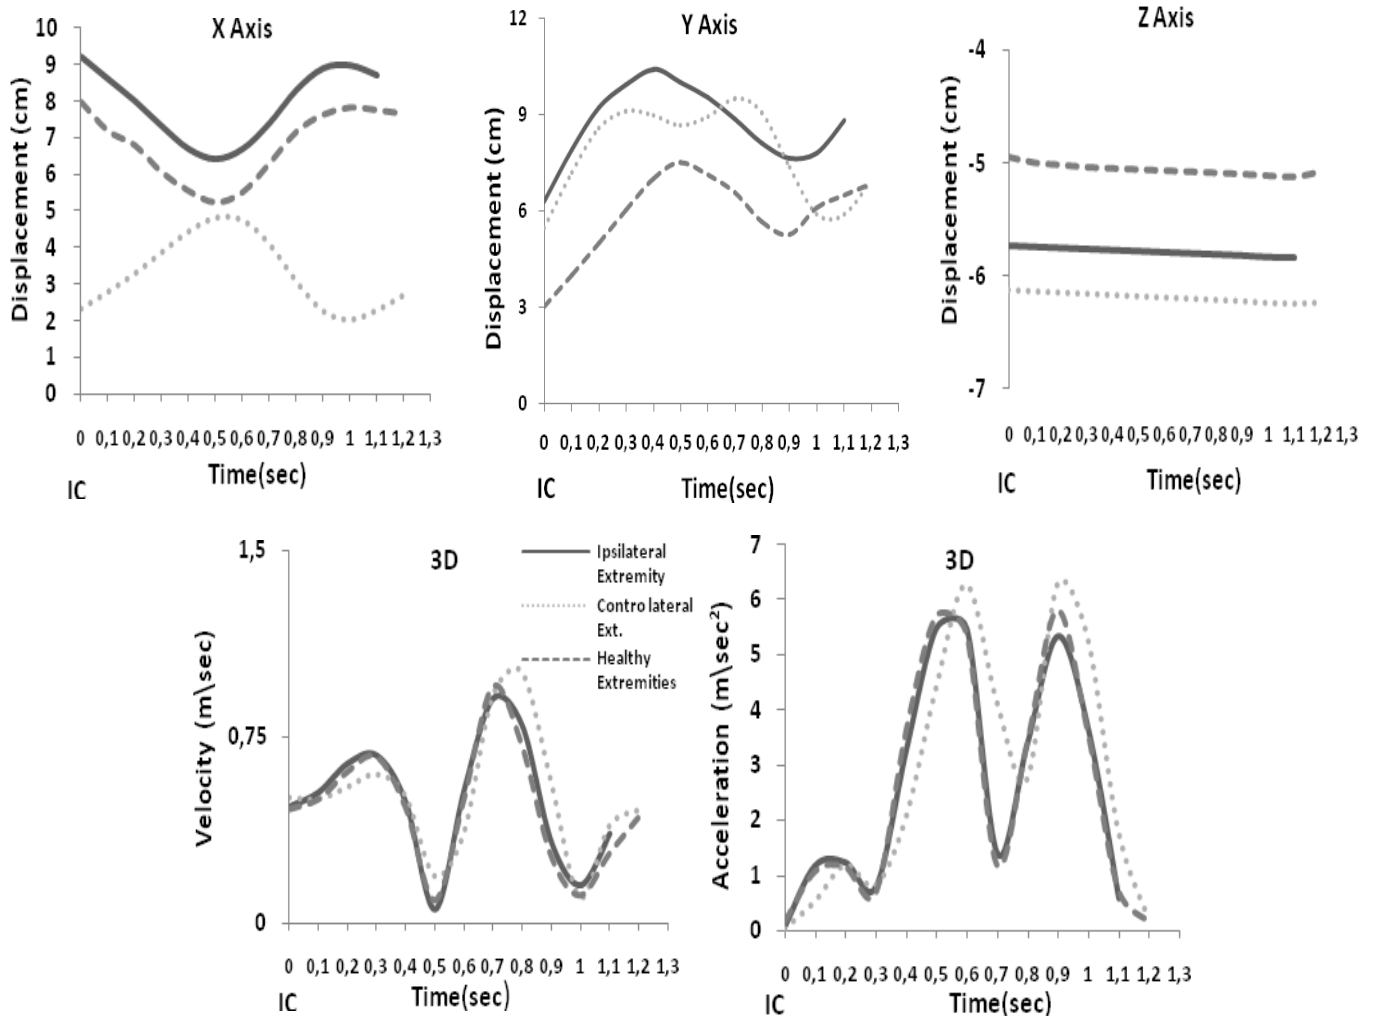 X Axis
Displacement (cm)
10
9
8
7
6
5
4
3
2
1
0
0 0,1 0,2 0,3 0,4 0,5 0,6 0,7 0,8 0,9 1 1,1 1,2 1,3
Time(sec)
IC
Y Axis
Displacement (cm)
12
9
6
3
0
0 0,1 0,2 0,3 0,4 0,5 0,6 0,7 0,8 0,9 1 1,1 1,2 1,3
IC
Time(sec)
Z Axis
Displacement (cm)
-4
-5
-6
-7
0 0,1 0,2 0,3 0,4 0,5 0,6 0,7 0,8 0,9 1 1,1 1,2 1,3
IC
Time(sec)
3D
Velocity (m\sec)
1,5
0,75
0
Ipsilateral
Extremity
Contro lateral
Ext.
Healthy
Extremities
0 0,1 0,2 0,3 0,4 0,5 0,6 0,7 0,8 0,9 1 1,1 1,2 1,3
IC
Time(sec)
3D
Acceleration (m\sec²)
7
6
5
4
3
2
1
0
0 0,1 0,2 0,3 0,4 0,5 0,6 0,7 0,8 0,9 1 1,1 1,2 1,3
IC
Time(sec)